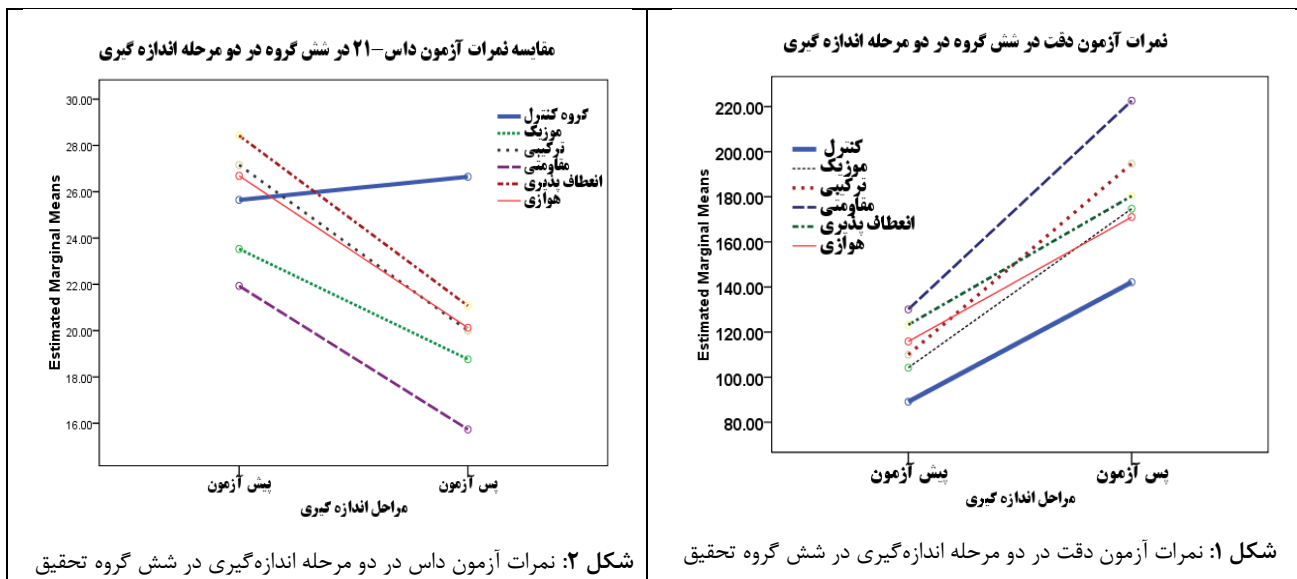 نمرات آزمون دقت در شش گروه در دو مرحله اندازه گیری
Estimated Marginal Means
220.00
200.00
180.00
160.00
140.00
120.00
100.00
80.00
کنترل
موزیک
ترکیبی
مقاومتی
انعطاف پذیری
هوازی
پیش آزمون
پس آزمون
مراحل اندازه گیری
شکل ۱: نمرات آزمون دقت در دو مرحله اندازه‌گیری در شش گروه تحقیق
مقایسه نمرات آزمون داس-۲۱ در شش گروه در دو مرحله اندازه گیری
Estimated Marginal Means
30.00
28.00
26.00
24.00
22.00
20.00
18.00
16.00
گروه کنترل
موزیک
ترکیبی
مقاومتی
انعطاف پذیری
هوازی
پیش آزمون
پس آزمون
مراحل اندازه گیری
شکل ۲: نمرات آزمون داس در دو مرحله اندازه‌گیری در شش گروه تحقیق